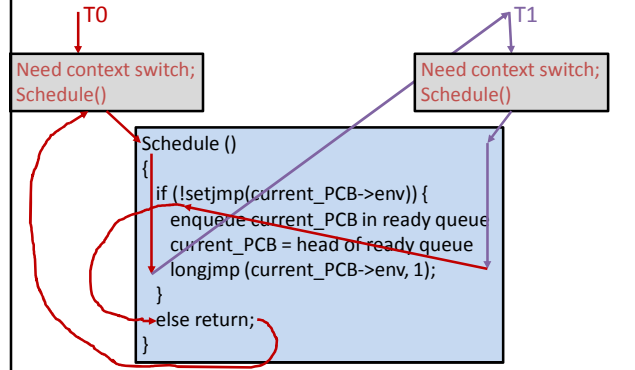 T0
T1
Need context switch;
Schedule()
Need context switch;
Schedule()
Schedule ()
{
if (!setjmp(current_PCB->env)) {
enqueue current_PCB in ready queue
current_PCB = head of ready queue
longjmp (current_PCB->env, 1);
}
else return;
}